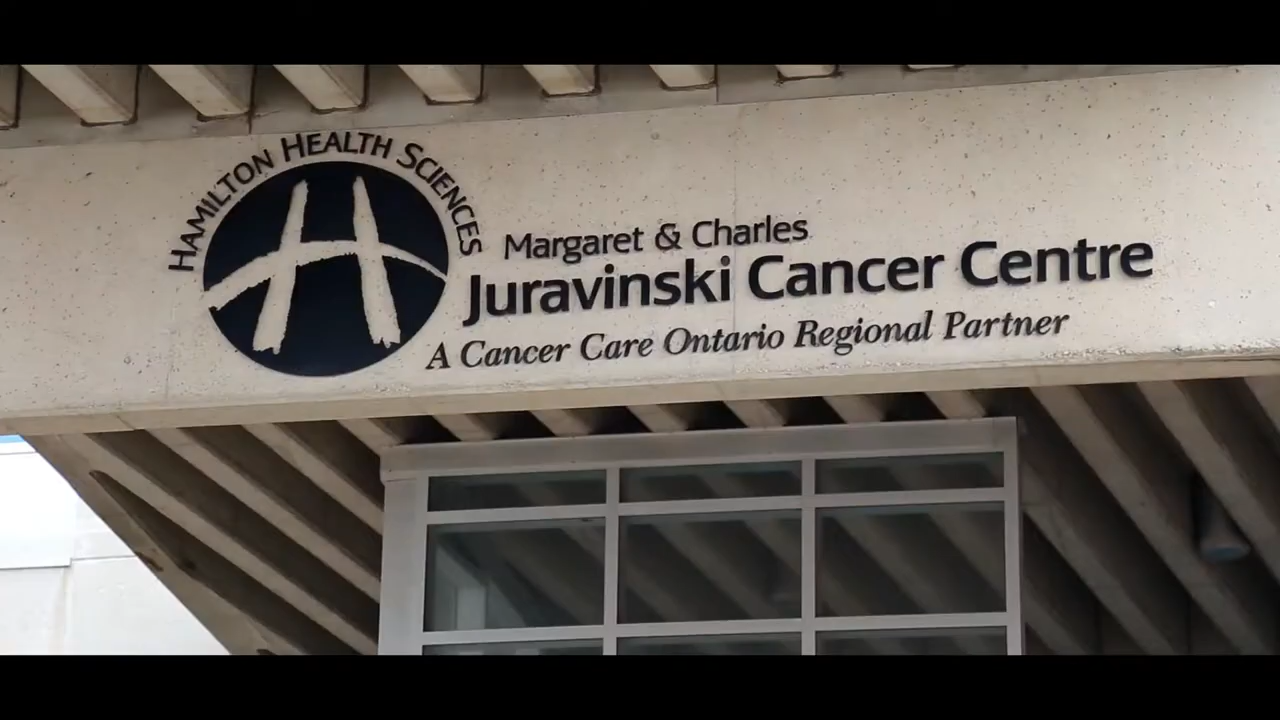 HAMILTON HEALTH SCIENCES
Margaret & Charles
Juravinski Cancer Centre
A Cancer Care Ontario Regional Partner